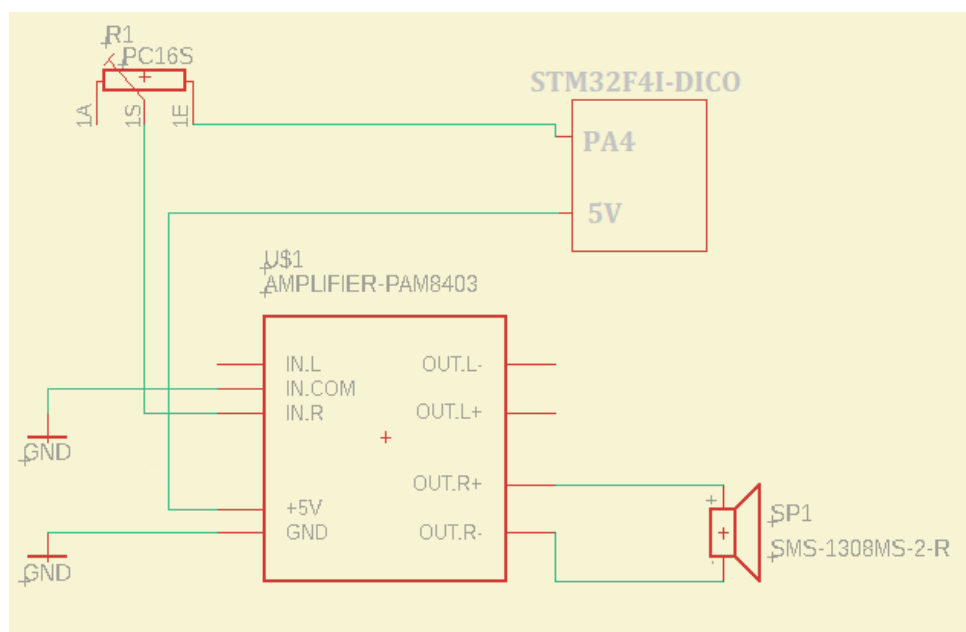 R1
PC16S
1A
1S
1E
STM32F4I-DICO
PA4
5V
U$1
AMPLIFIER-PAM8403
IN.L
IN.COM
IN.R
+5V
GND
OUT.L-
OUT.L+
OUT.R+
OUT.R-
GND
GND
+
-
SP1
SMS-1308MS-2-R